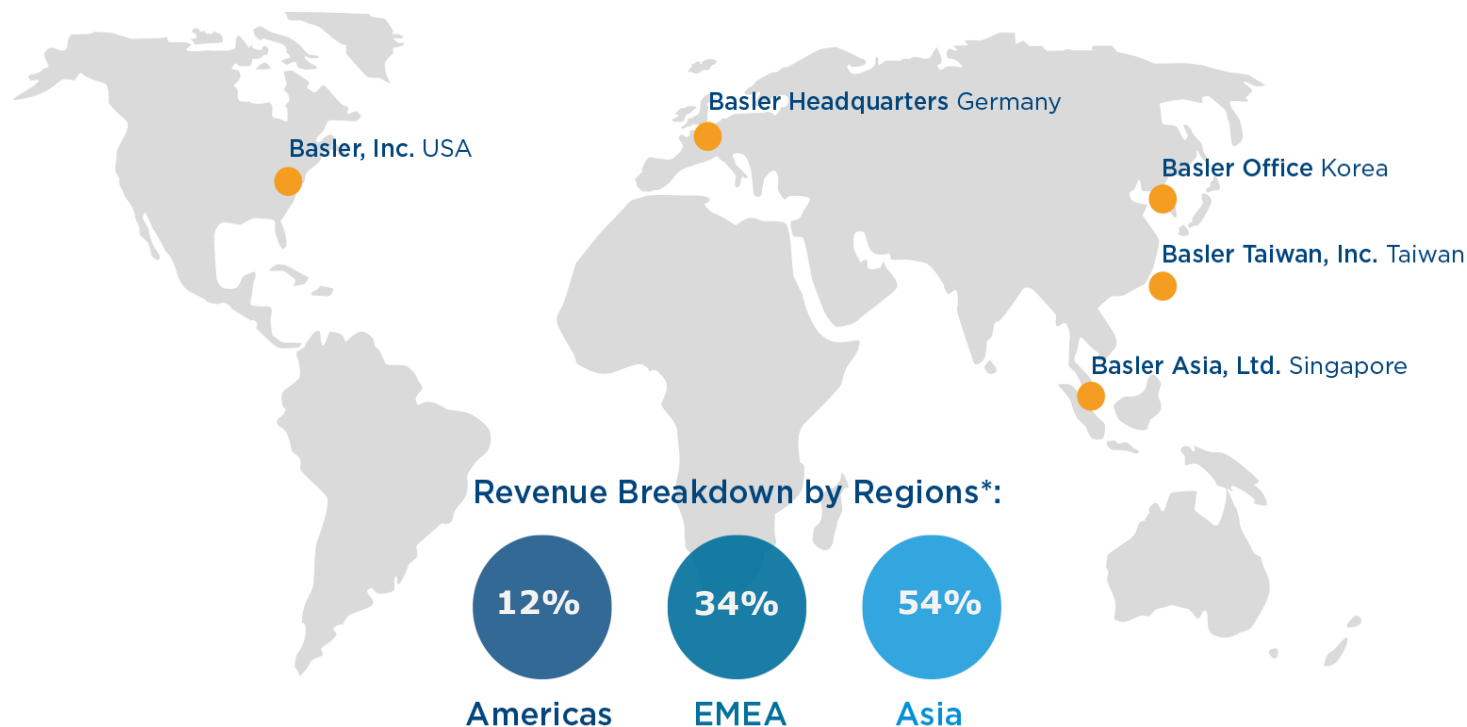 Basler Headquarters Germany
Basler, Inc. USA
Basler Office Korea
Basler Taiwan, Inc. Taiwan
Basler Asia, Ltd. Singapore
Revenue Breakdown by Regions*:
12% 34% 54%
Americas EMEA Asia